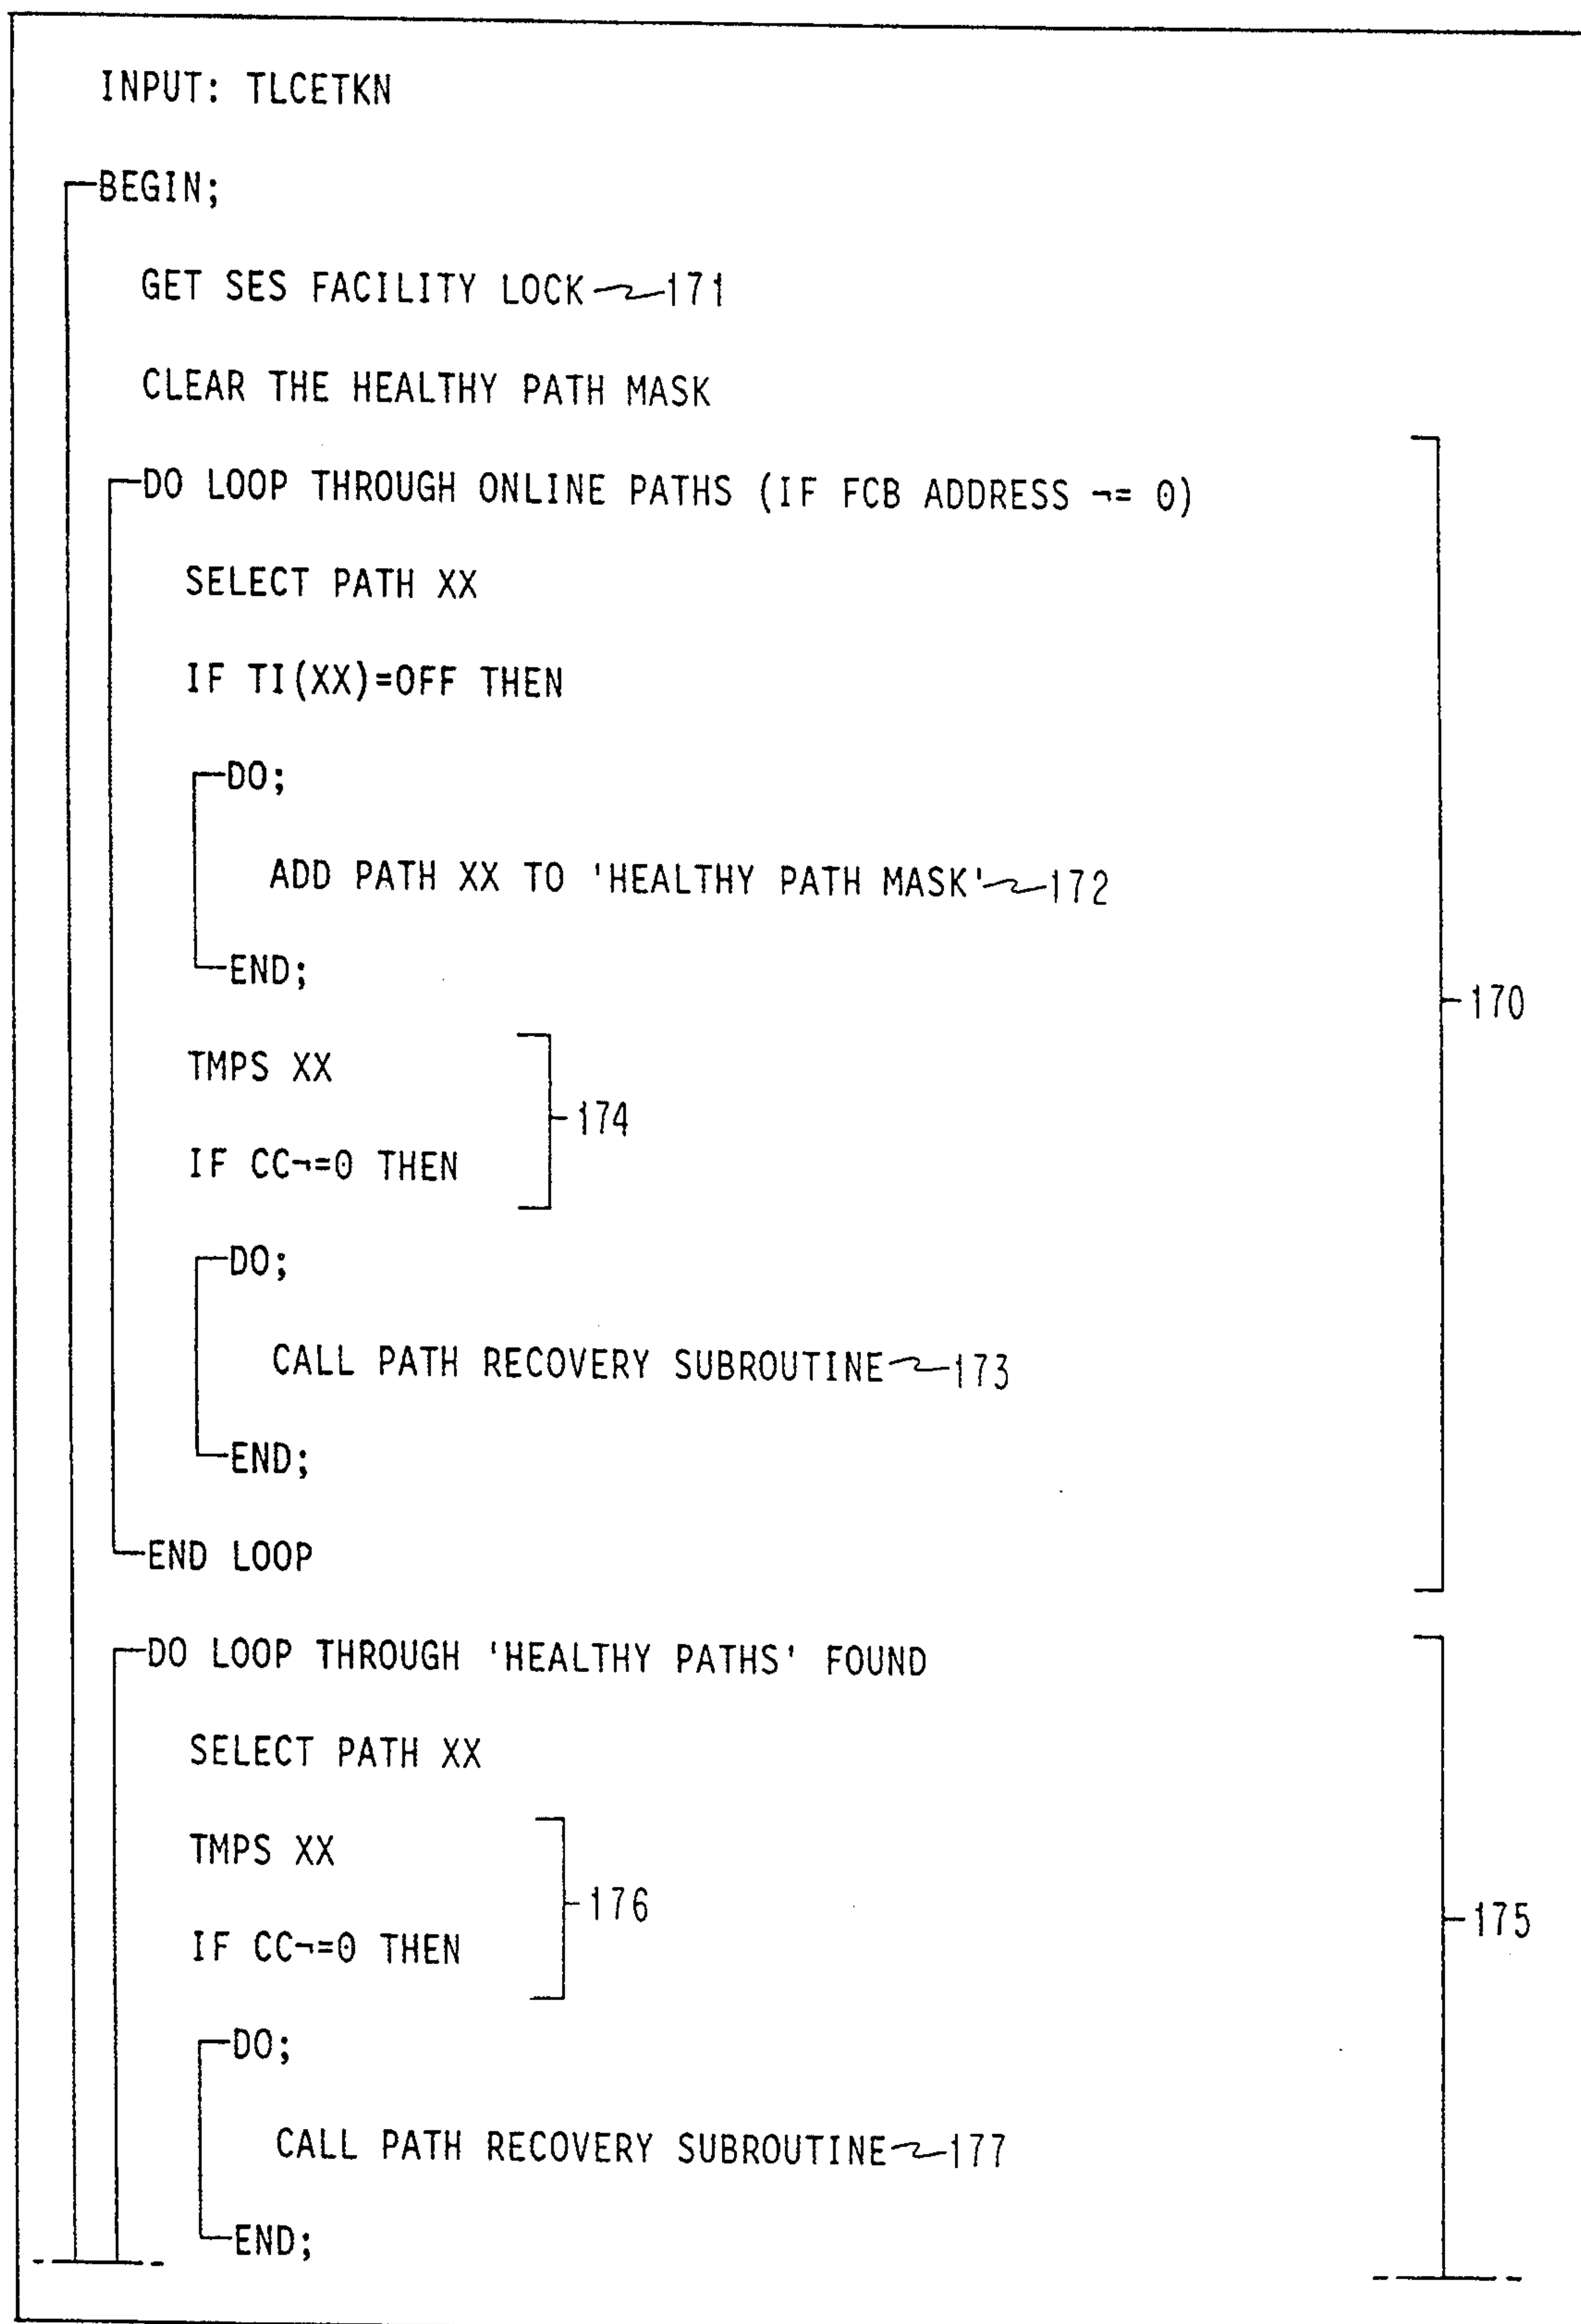 INPUT: TLCETKN
BEGIN;
GET SES FACILITY LOCK 171
CLEAR THE HEALTHY PATH MASK
DO LOOP THROUGH ONLINE PATHS (IF FCB ADDRESS ¬= 0)
SELECT PATH XX
IF TI(XX)=OFF THEN
DO;
ADD PATH XX TO 'HEALTHY PATH MASK' 172
END;
170
TMPS XX
174
IF CC¬=0 THEN
DO;
CALL PATH RECOVERY SUBROUTINE 173
END;
END LOOP
DO LOOP THROUGH 'HEALTHY PATHS' FOUND
SELECT PATH XX
TMPS XX
176
175
IF CC¬=0 THEN
DO;
CALL PATH RECOVERY SUBROUTINE 177
END;